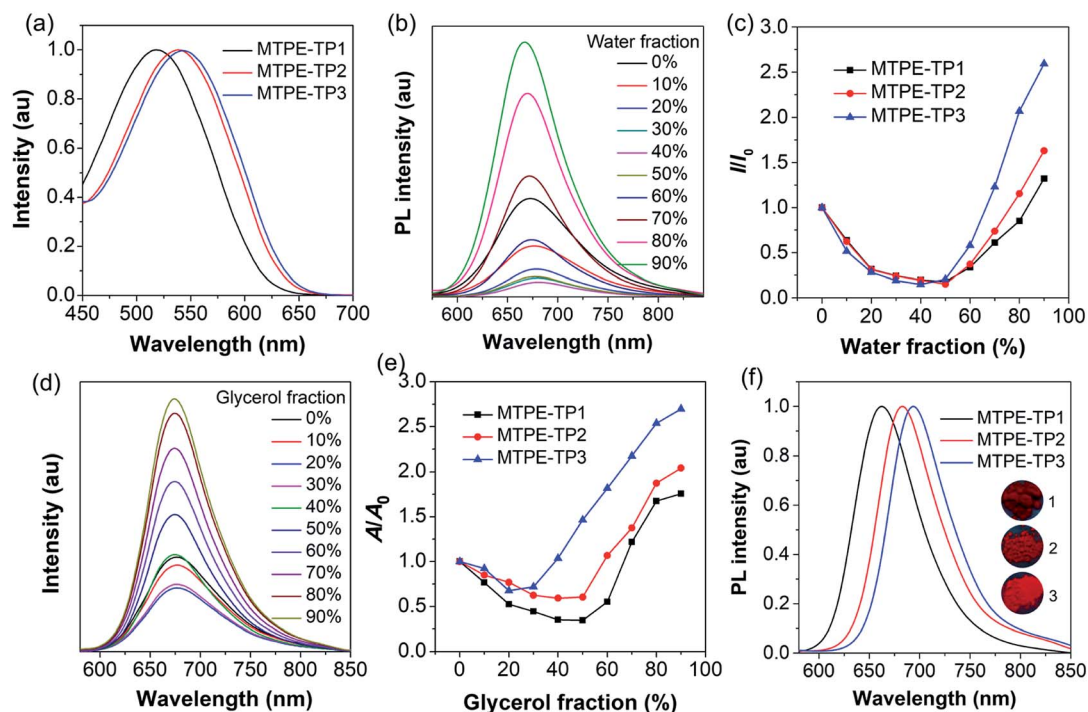 (a)
MTPE-TP1
MTPE-TP2
MTPE-TP3
Intensity (au)
1.0
0.8
0.6
0.4
0.2
0.0
450 500 550 600 650 700
Wavelength (nm)
(b)
Water fraction
0%
10%
20%
30%
40%
50%
60%
70%
80%
90%
PL intensity (au)
600 650 700 750 800
Wavelength (nm)
(c)
MTPE-TP1
MTPE-TP2
MTPE-TP3
I/I0
3.0
2.5
2.0
1.5
1.0
0.5
0.0
0 20 40 60 80 100
Water fraction (%)
(d)
Glycerol fraction
0%
10%
20%
30%
40%
50%
60%
70%
80%
90%
Intensity (au)
600 650 700 750 800 850
Wavelength (nm)
(e)
MTPE-TP1
MTPE-TP2
MTPE-TP3
A/A0
3.0
2.5
2.0
1.5
1.0
0.5
0.0
0 20 40 60 80 100
Glycerol fraction (%)
(f)
MTPE-TP1
MTPE-TP2
MTPE-TP3
1
2
3
PL intensity (au)
1.0
0.8
0.6
0.4
0.2
0.0
600 650 700 750 800 850
Wavelength (nm)